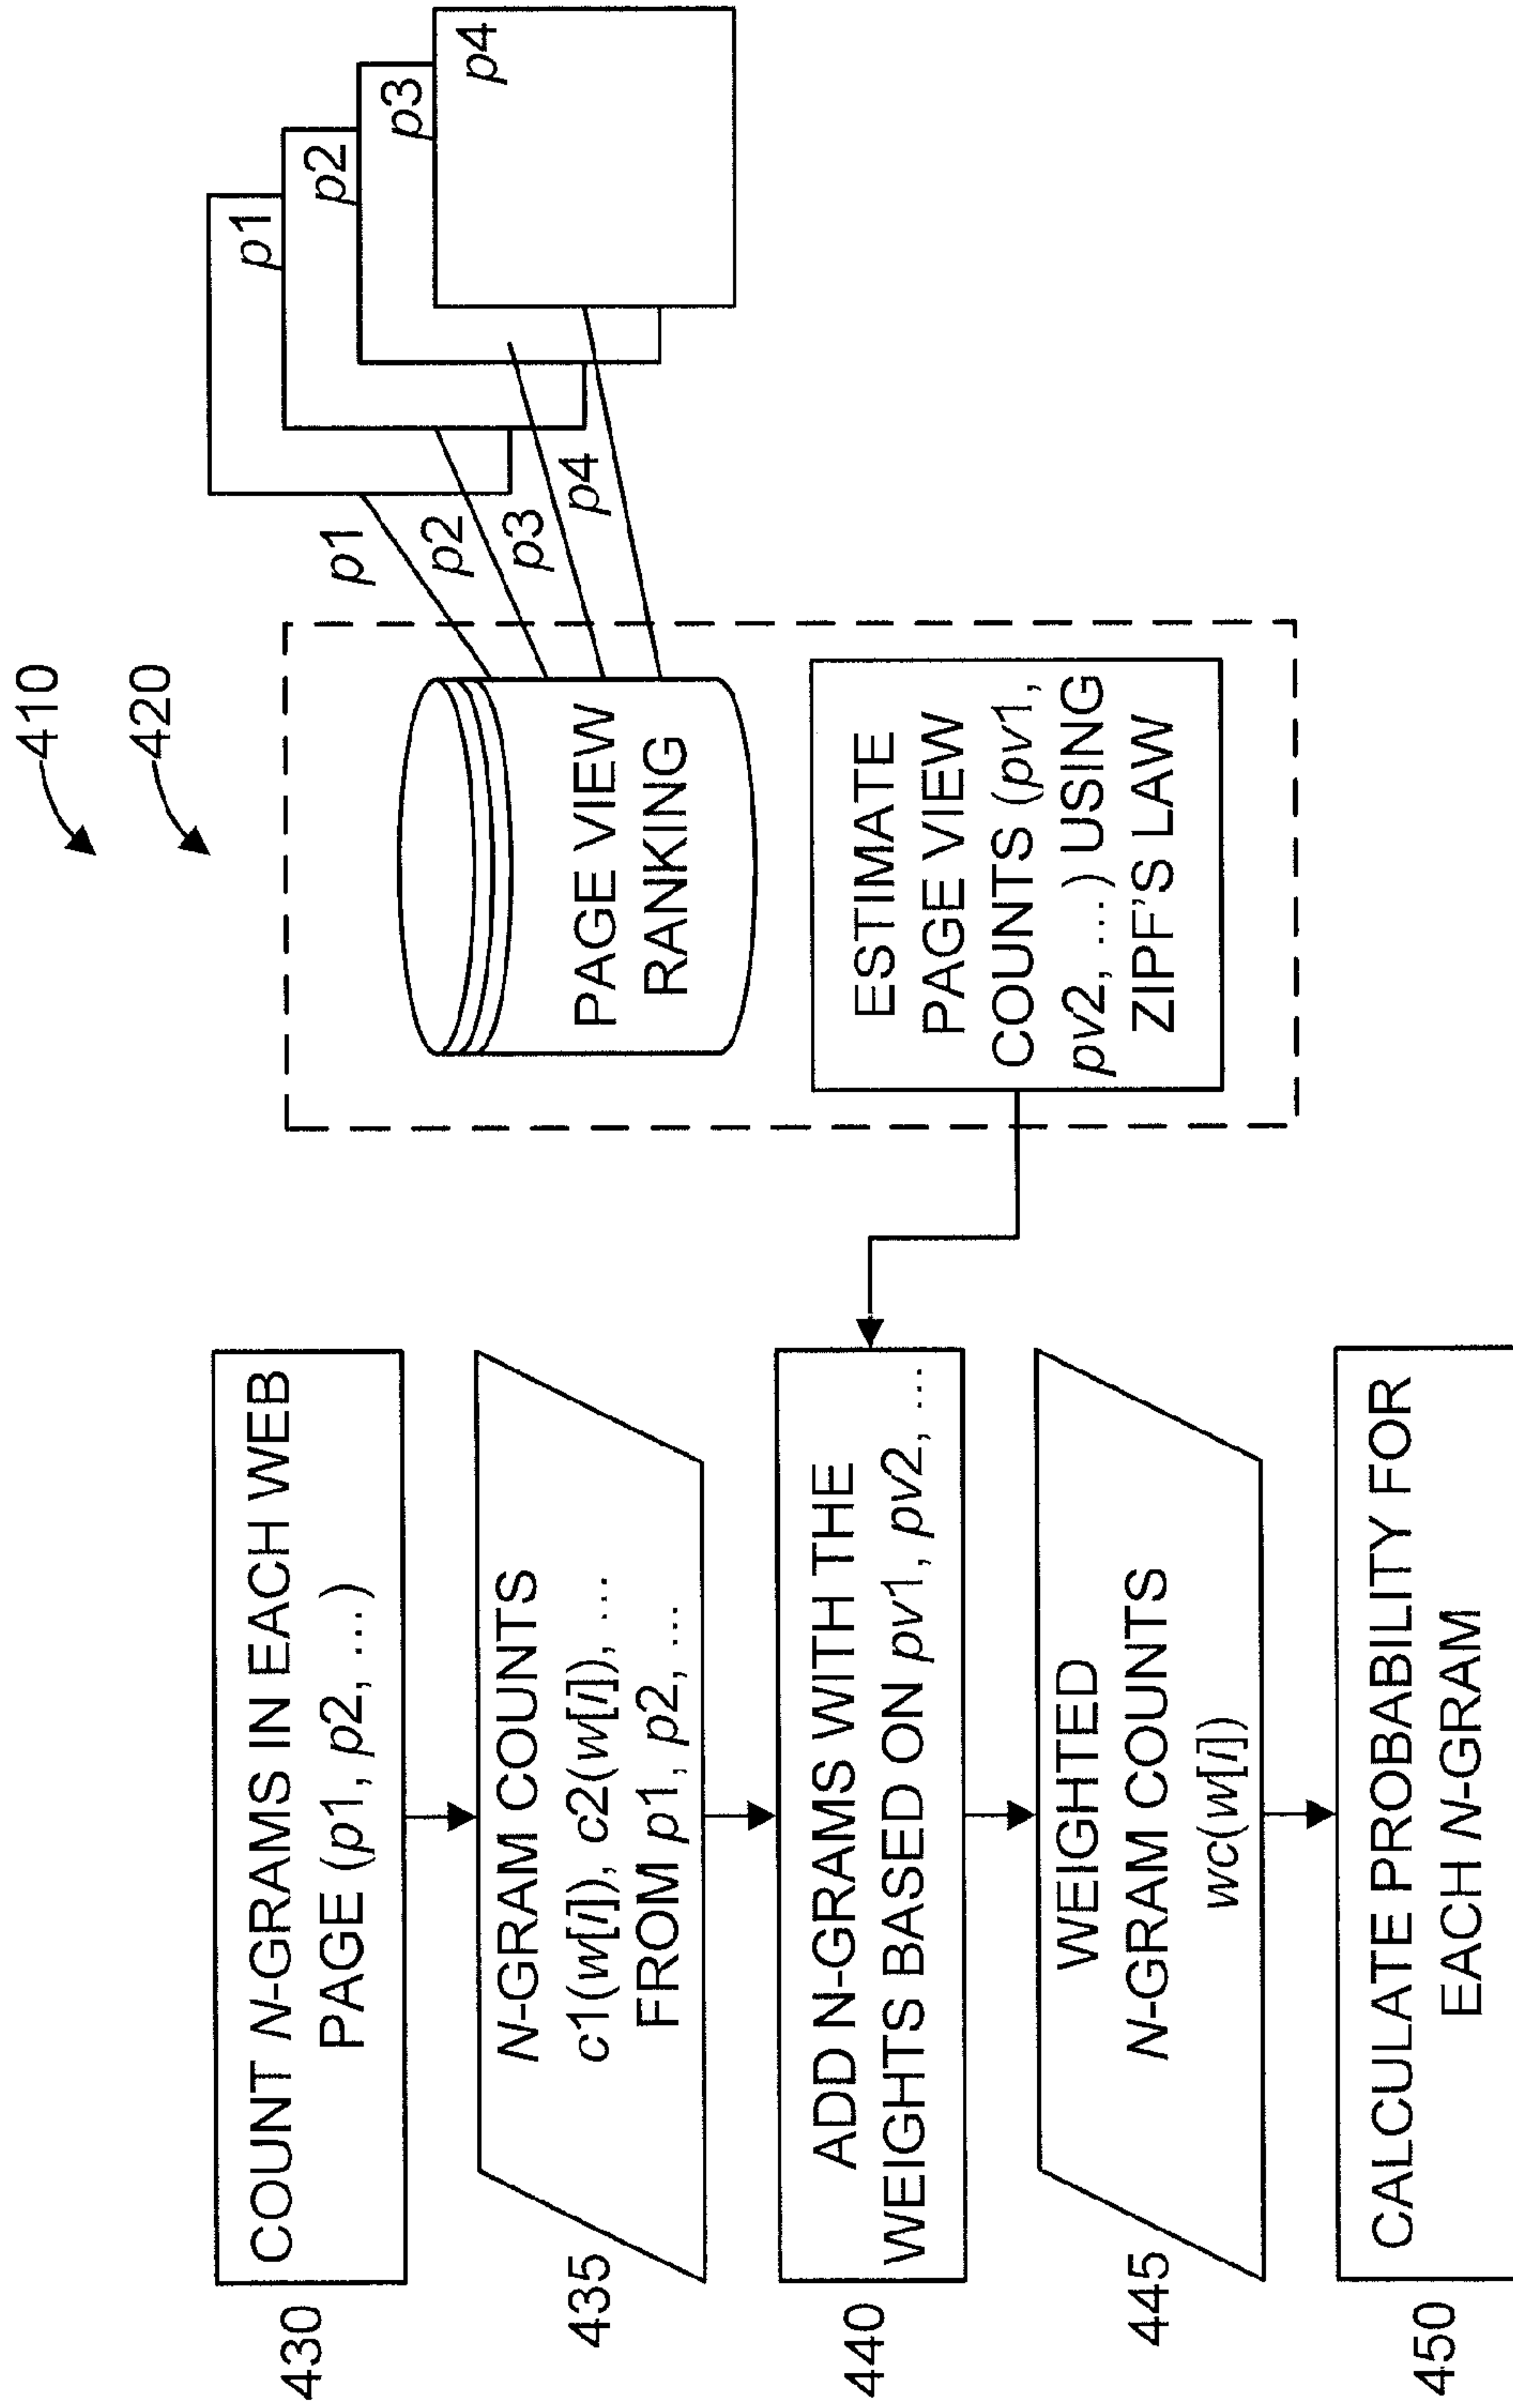 410
420
430
COUNT N-GRAMS IN EACH WEB
PAGE (p1, p2, ...)
435
N-GRAM COUNTS
c1(w[i]), c2(w[i]), ...
FROM p1, p2, ...
440
ADD N-GRAMS WITH THE
WEIGHTS BASED ON pv1, pv2, ...
445
WEIGHTED
N-GRAM COUNTS
wc(w[i])
450
CALCULATE PROBABILITY FOR
EACH N-GRAM
PAGE VIEW
RANKING
ESTIMATE
PAGE VIEW
COUNTS (pv1,
pv2, ...) USING
ZIPF'S LAW
p1
p2
p3
p4
p1
p2
p3
p4